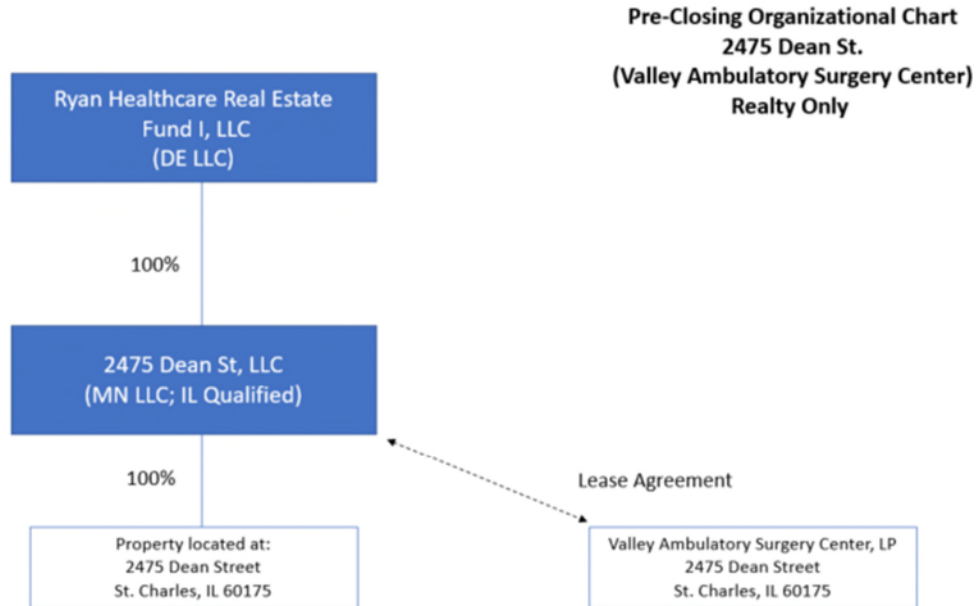 Pre-Closing Organizational Chart
2475 Dean St.
(Valley Ambulatory Surgery Center)
Realty Only
Ryan Healthcare Real Estate
Fund I, LLC
(DE LLC)
100%
2475 Dean St, LLC
(MN LLC; IL Qualified)
100%
Lease Agreement
Property located at:
2475 Dean Street
St. Charles, IL 60175
Valley Ambulatory Surgery Center, LP
2475 Dean Street
St. Charles, IL 60175